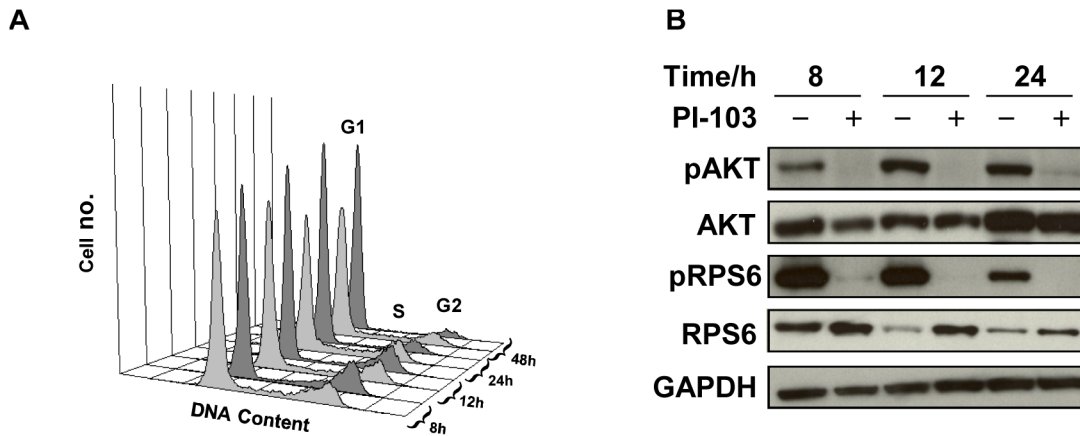 A
Cell no.
G1
S
G2
DNA Content
8h
12h
24h
48h
B
Time/h 8 12 24
PI-103 − + − + − +
pAKT
AKT
pRPS6
RPS6
GAPDH